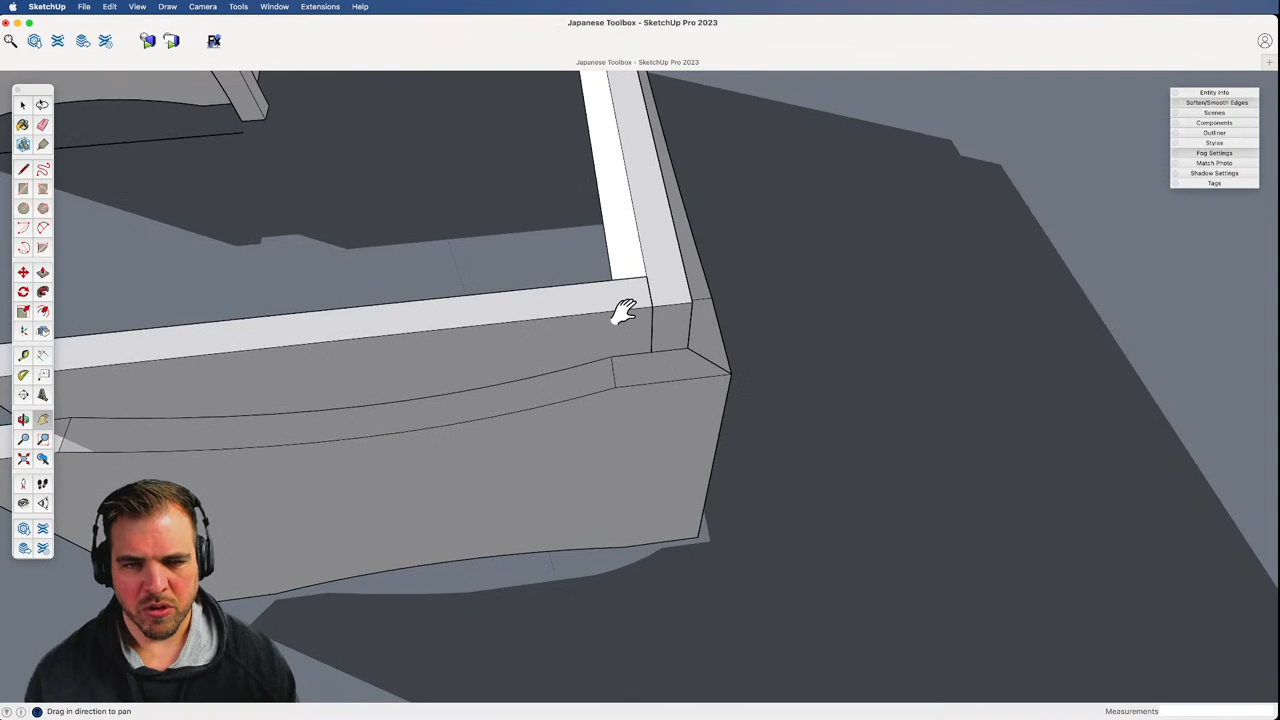 SketchUp File Edit View Draw Camera Tools Window Extensions Help
Japanese Toolbox - SketchUp Pro 2023
Japanese Toolbox - SketchUp Pro 2023
Entity Info
Soften/Smooth Edges
Scenes
Components
Outliner
Styles
Fog Settings
Match Photo
Shadow Settings
Tags
Drag in direction to pan
Measurements